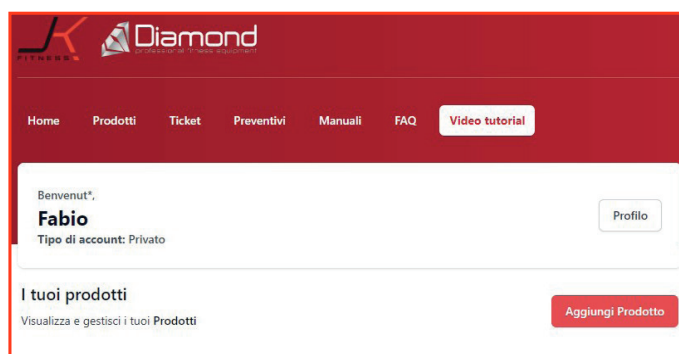 JK
FITNESS
Diamond
professional fitness equipment
Home Prodotti Ticket Preventivi Manuali FAQ Video tutorial
Benvenut*,
Fabio
Profilo
Tipo di account: Privato
I tuoi prodotti
Aggiungi Prodotto
Visualizza e gestisci i tuoi Prodotti